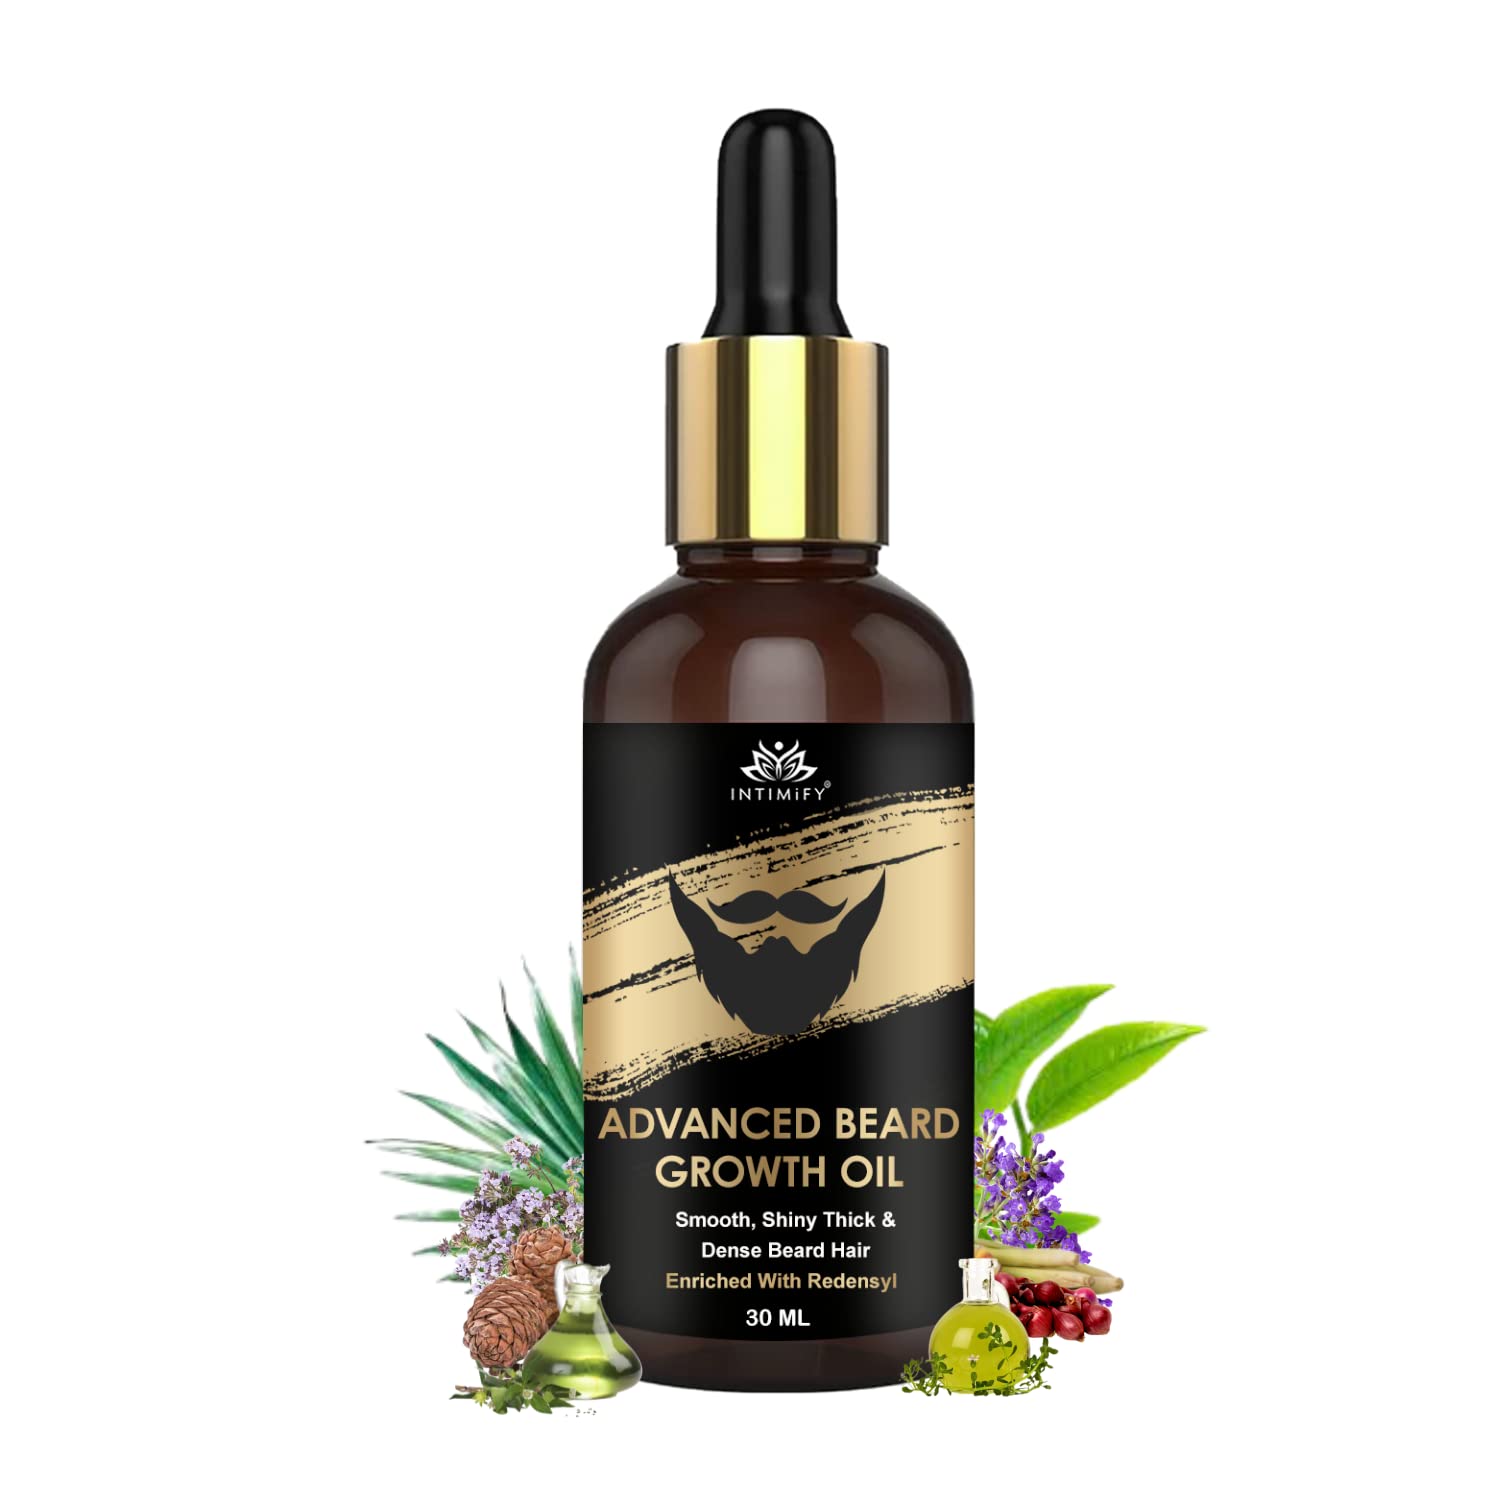 INTIMiFY®
ADVANCED BEARD
GROWTH OIL
Smooth, Shiny Thick &
Dense Beard Hair
Enriched With Redensyl
30 ML